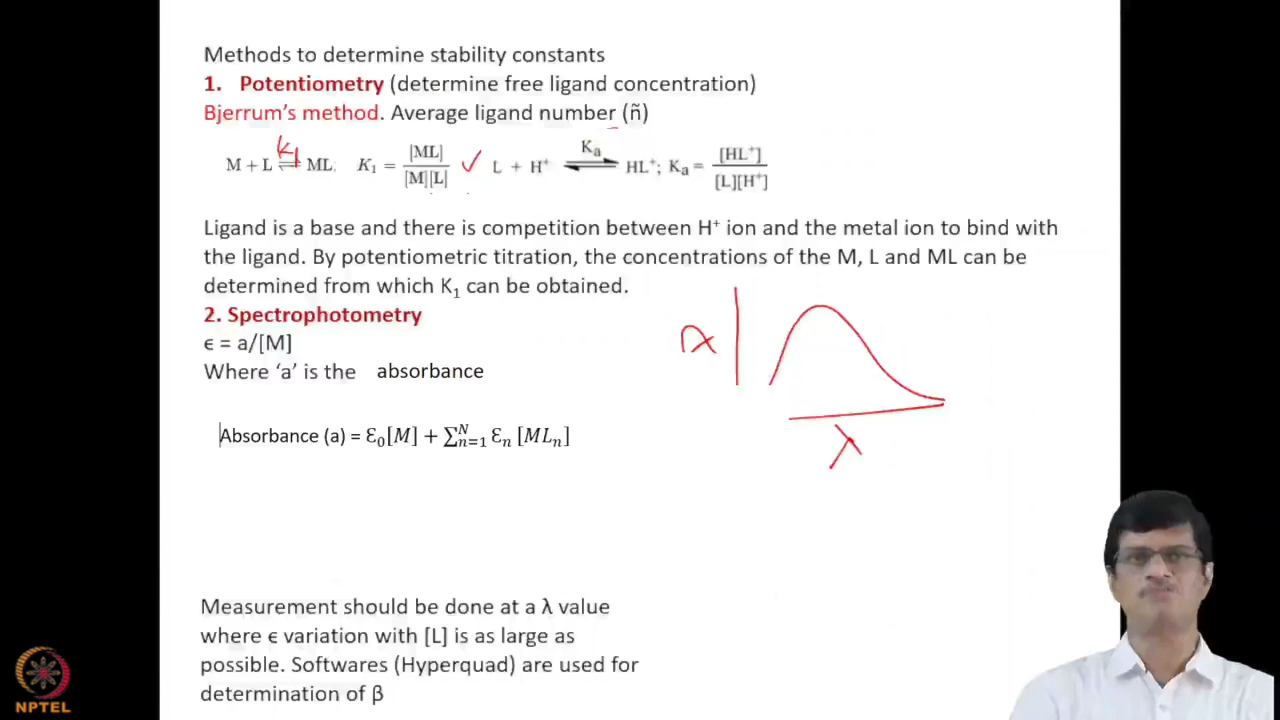 Methods to determine stability constants
1. Potentiometry (determine free ligand concentration)
Bjerrum's method. Average ligand number (ñ)
k₁
M + L ⇌ ML; K₁ = [ML] / [M][L] ✓ L + H⁺ ⇌ HL⁺; Kₐ = [HL⁺] / [L][H⁺]
Kₐ
Ligand is a base and there is competition between H⁺ ion and the metal ion to bind with
the ligand. By potentiometric titration, the concentrations of the M, L and ML can be
determined from which K₁ can be obtained.
2. Spectrophotometry
ϵ = a/[M]
Where 'a' is the absorbance
Absorbance (a) = Ɛ₀[M] + ∑ᴺₙ₌₁ Ɛₙ [MLₙ]
λ
Measurement should be done at a λ value
where ϵ variation with [L] is as large as
possible. Softwares (Hyperquad) are used for
determination of β
NPTEL